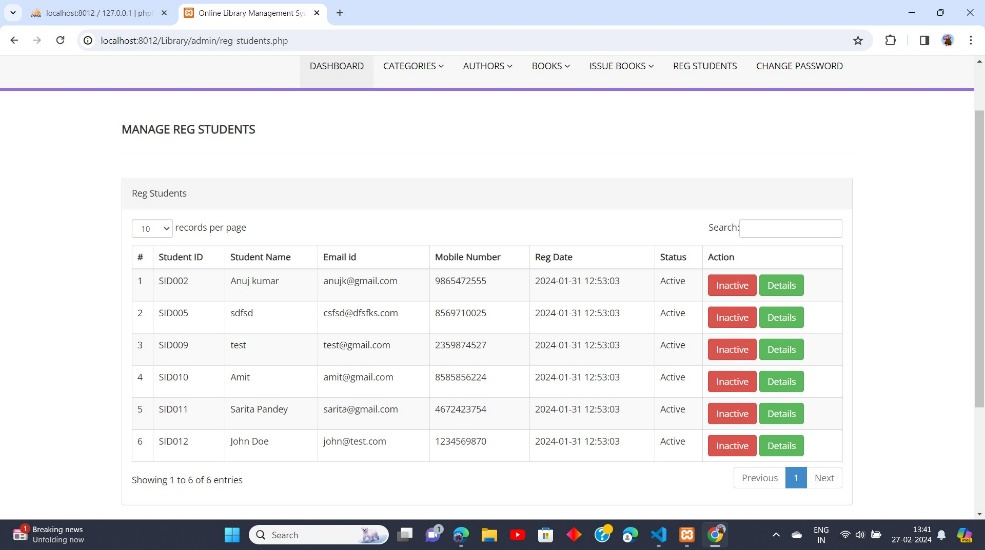 localhost:8012 / 127.0.0.1 | phpl
Online Library Management Sys
localhost:8012/Library/admin/reg-students.php
DASHBOARD CATEGORIES AUTHORS BOOKS ISSUE BOOKS REG STUDENTS CHANGE PASSWORD
MANAGE REG STUDENTS
Reg Students
10 records per page Search:
# Student ID Student Name Email id Mobile Number Reg Date Status Action
1 SID002 Anuj kumar anujk@gmail.com 9865472555 2024-01-31 12:53:03 Active Inactive Details
2 SID005 sdfsd csfsd@dfsfks.com 8569710025 2024-01-31 12:53:03 Active Inactive Details
3 SID009 test test@gmail.com 2359874527 2024-01-31 12:53:03 Active Inactive Details
4 SID010 Amit amit@gmail.com 8585856224 2024-01-31 12:53:03 Active Inactive Details
5 SID011 Sarita Pandey sarita@gmail.com 4672423754 2024-01-31 12:53:03 Active Inactive Details
6 SID012 John Doe john@test.com 1234569870 2024-01-31 12:53:03 Active Inactive Details
Showing 1 to 6 of 6 entries Previous 1 Next
1 Breaking news
Unfolding now
Search
1
ENG
IN
13:41
27-02-2024